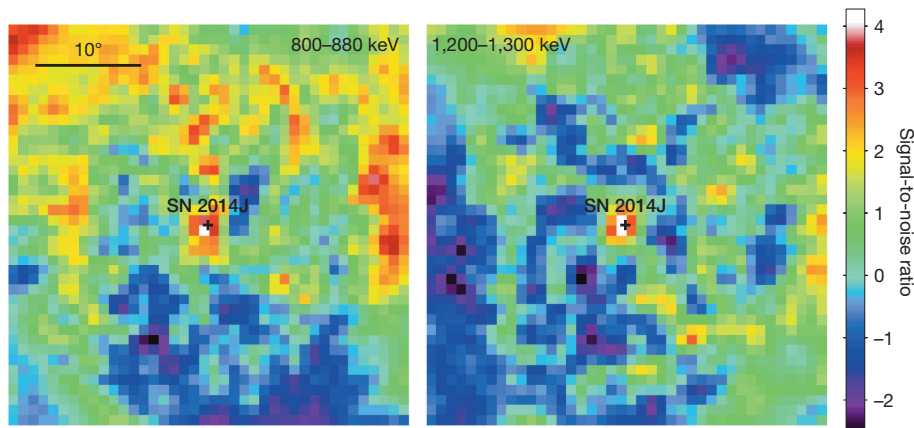 10°
800–880 keV
SN 2014J
1,200–1,300 keV
SN 2014J
4
3
2
1
0
–1
–2
Signal-to-noise ratio